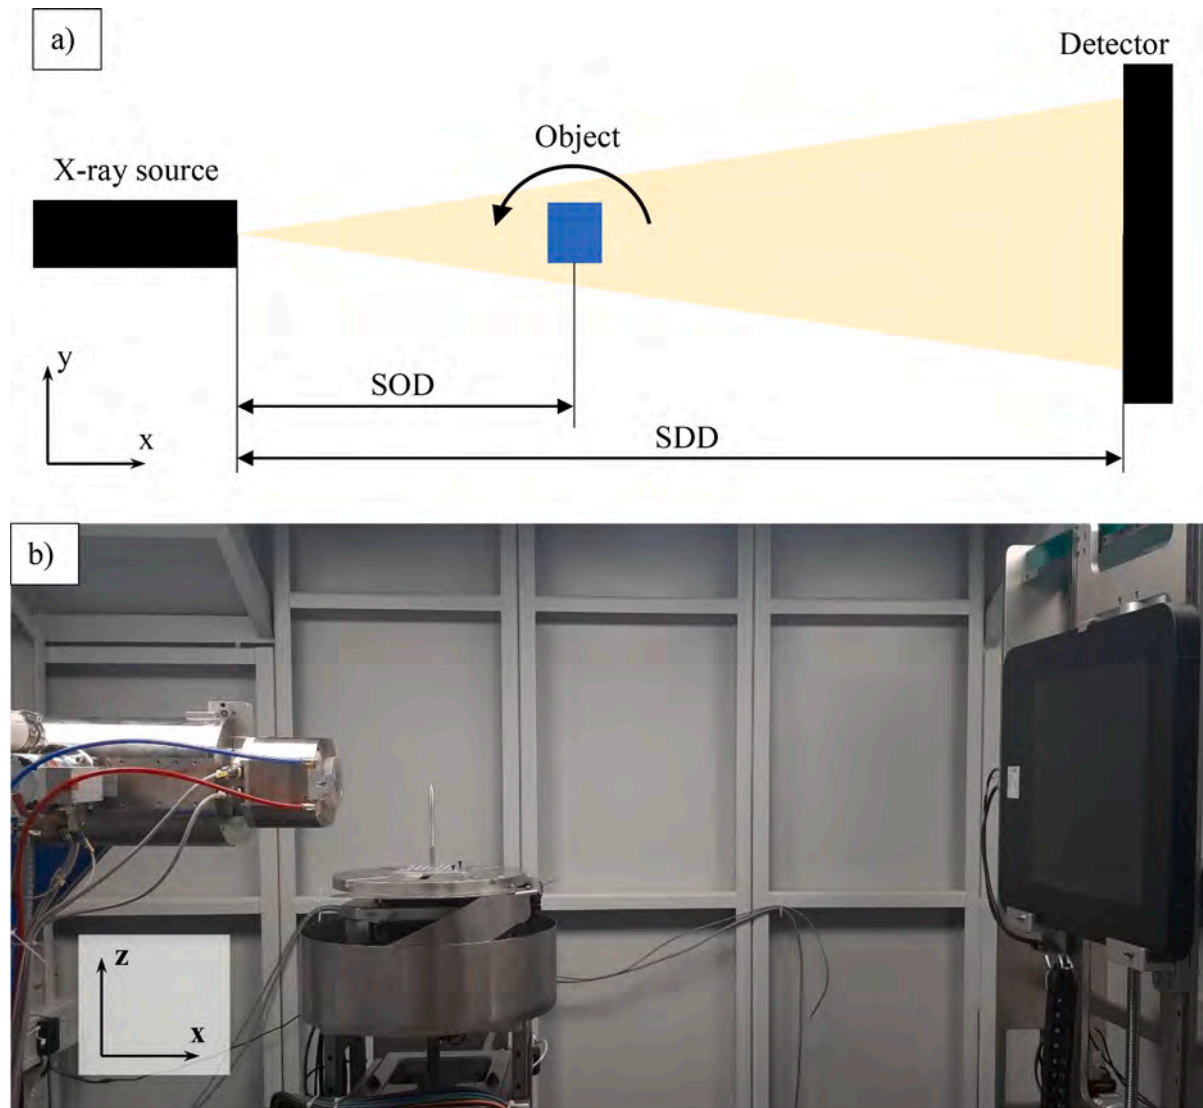 a)
Detector
Object
X-ray source
y
SOD
x
SDD
b)
z
x